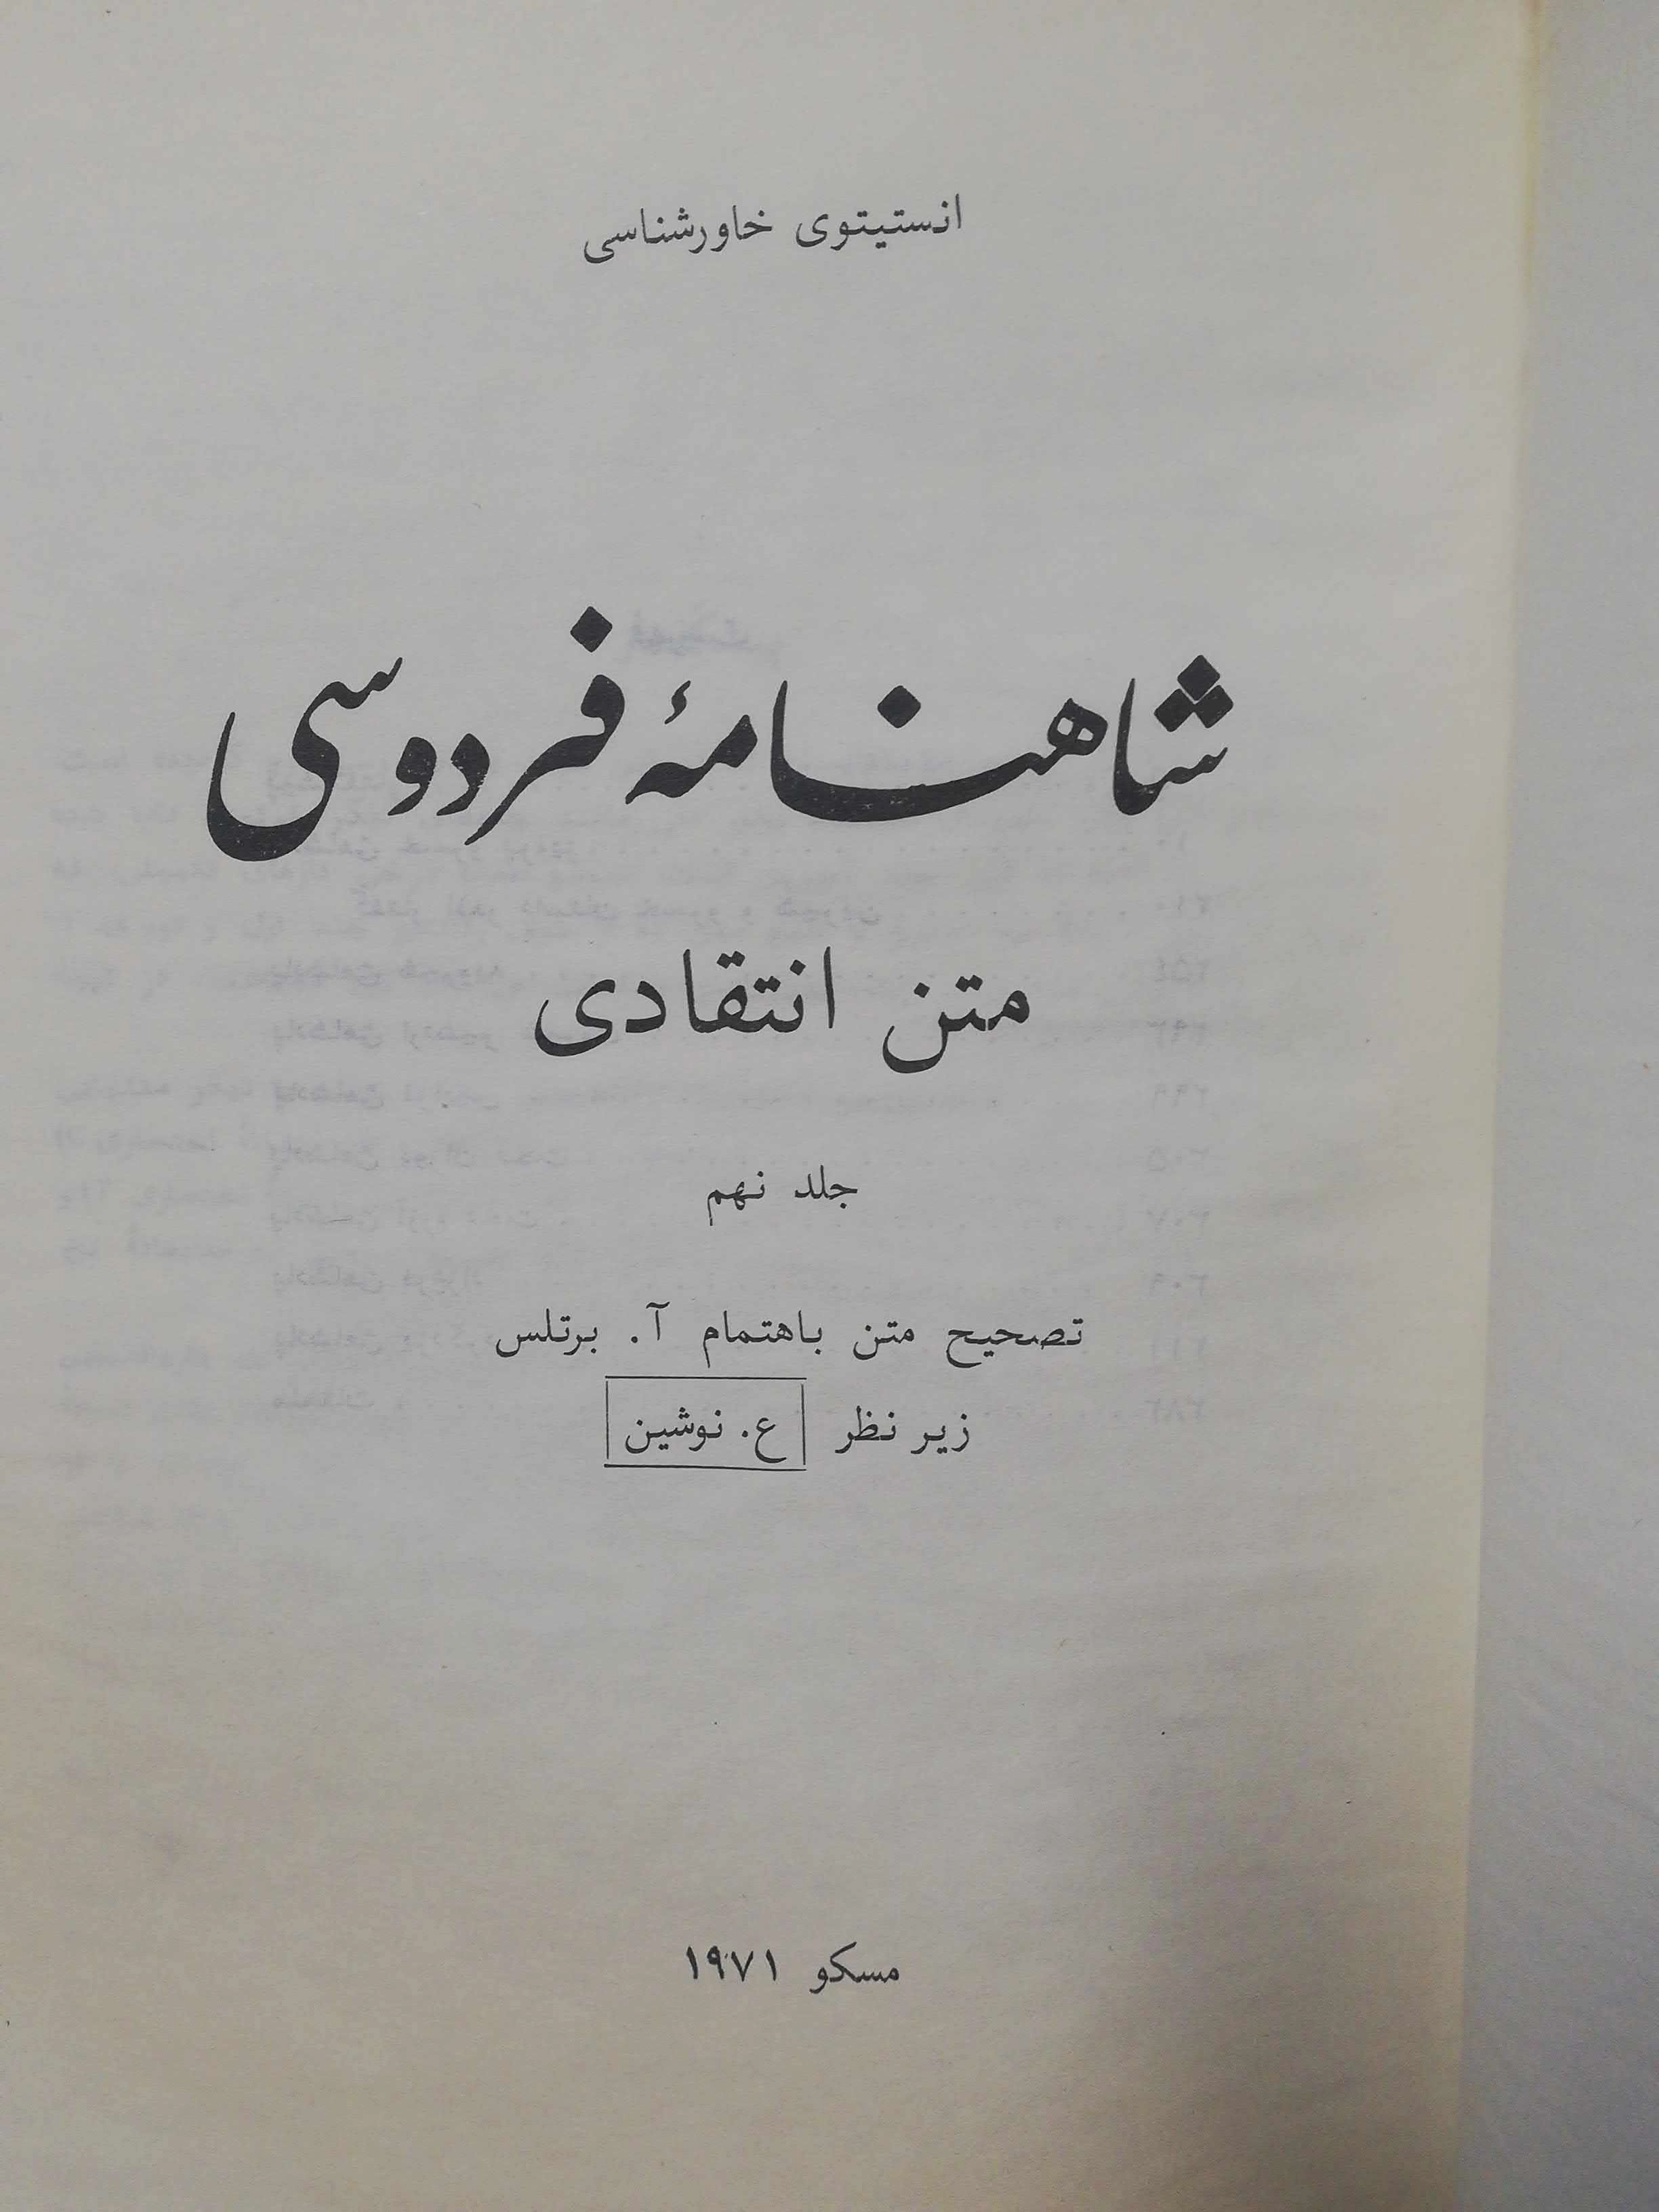 انستیتوی خاورشناسی
شاهنامهٔ فردوسی
متن انتقادی
جلد نهم
تصحیح متن باهتمام آ. برتلس
زیر نظر ع. نوشین
مسکو ۱۹۷۱